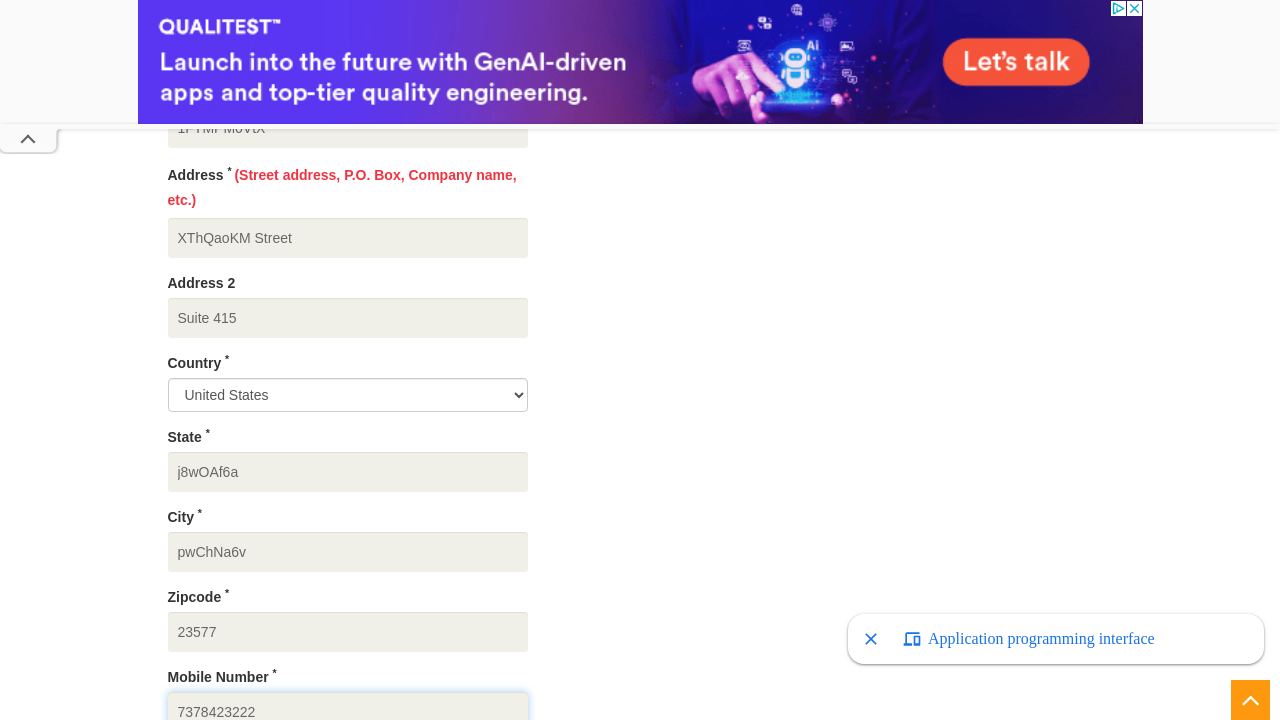 QUALITEST™
Launch into the future with GenAI-driven
apps and top-tier quality engineering.
Let's talk
Ai
Address * (Street address, P.O. Box, Company name,
etc.)
XThQaoKM Street
Address 2
Suite 415
Country *
United States
State *
j8wOAf6a
City *
pwChNa6v
Zipcode *
23577
Application programming interface
Mobile Number *
7378423222